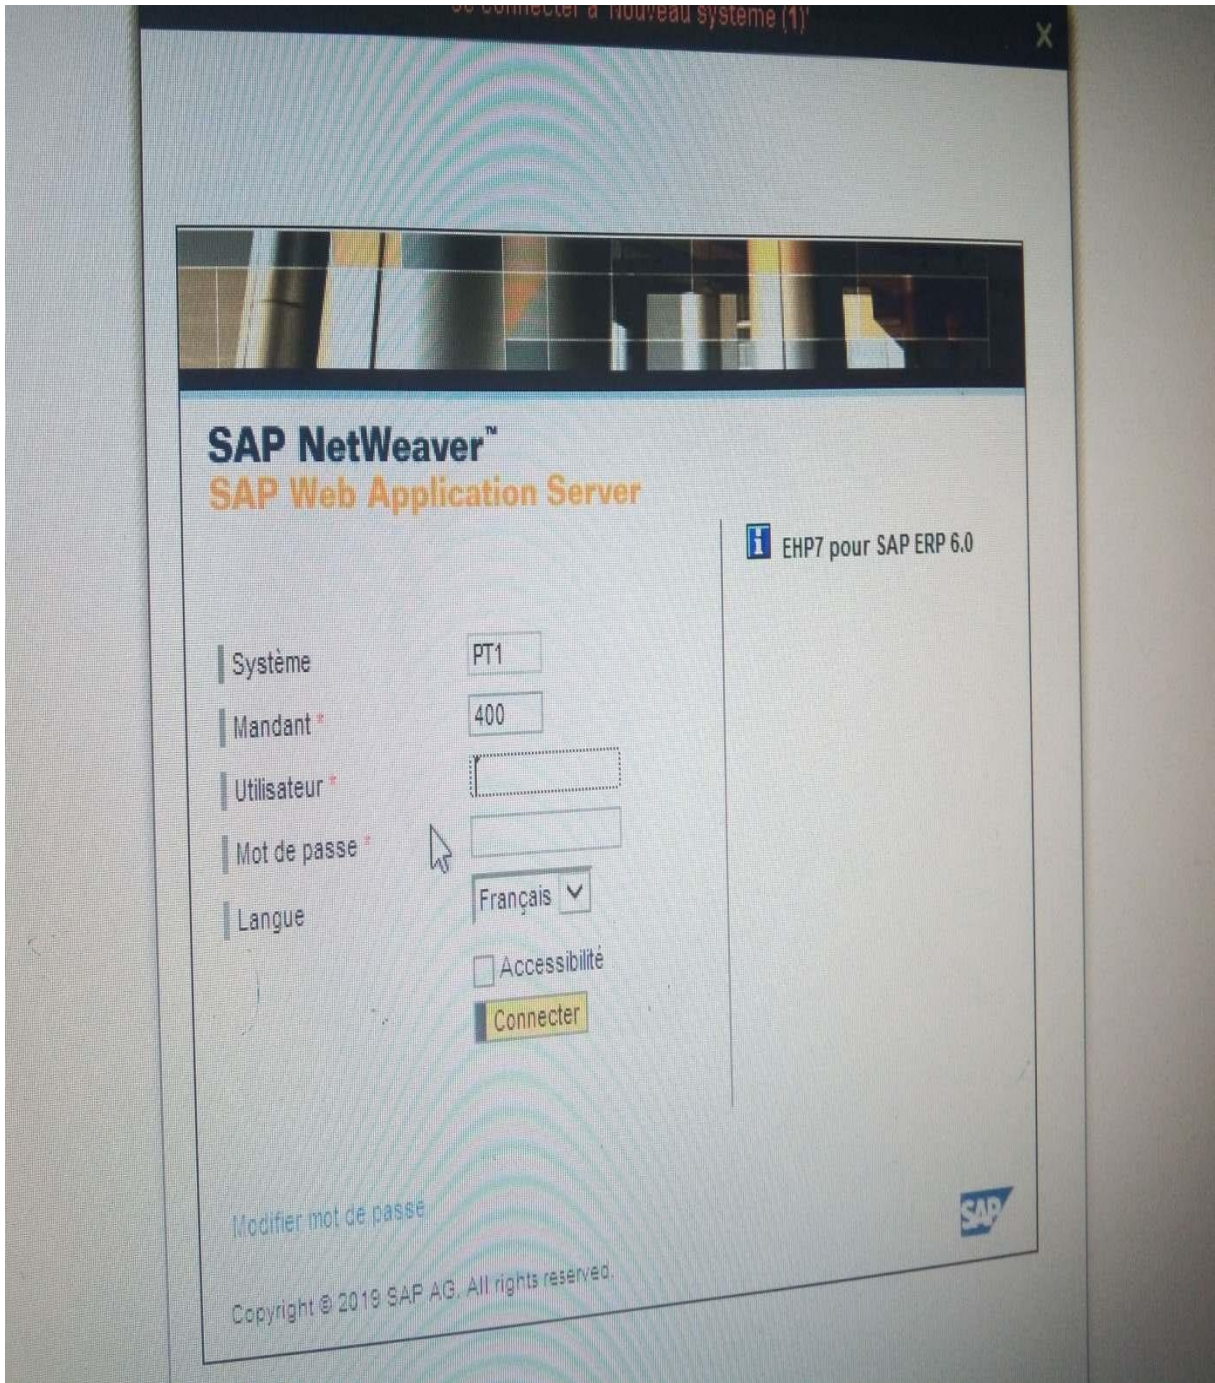 Se connecter à 'Nouveau système (1)'
X
SAP NetWeaver™
SAP Web Application Server
EHP7 pour SAP ERP 6.0
Système PT1
Mandant * 400
Utilisateur *
Mot de passe *
Langue Français
Accessibilité
Connecter
Modifier mot de passe
SAP
Copyright © 2019 SAP AG. All rights reserved.